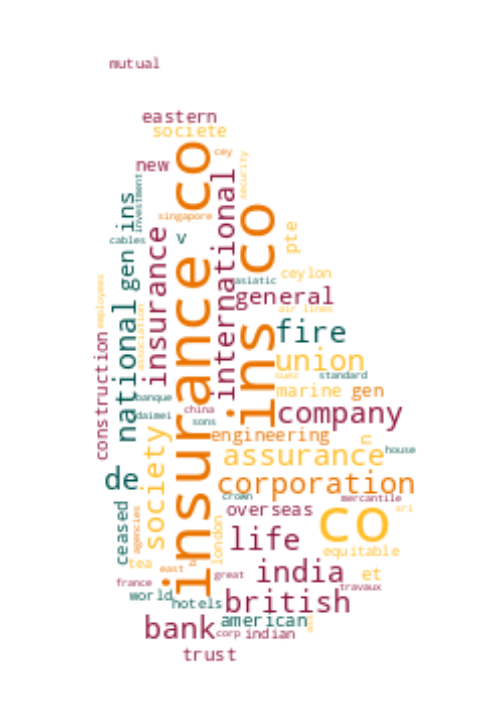 mutual
eastern
societe
insurance co
cey
new
security
investment
international
singapore
gen ins
ins co
pte
v
cables
insurance
asiatic
ceylon
general
employees
national
association
air lines
fire
union
construction
suez
standard
banque
marine
gen
china
daimei
sons
company
society
engineering
assurance
house
de
corporation
crown
mercantile
ceased
agencies
overseas
co
sri
london
life
equitable
tea
east
great
india
et
france
travaux
world
hotels
british
american
bank
corp
indian
trust